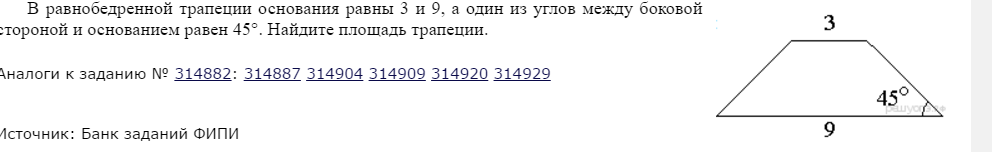 В равнобедренной трапеции основания равны 3 и 9, а один из углов между боковой
стороной и основанием равен 45°. Найдите площадь трапеции.
Аналоги к заданию № 314882: 314887 314904 314909 314920 314929
Источник: Банк заданий ФИПИ
3
45°
9